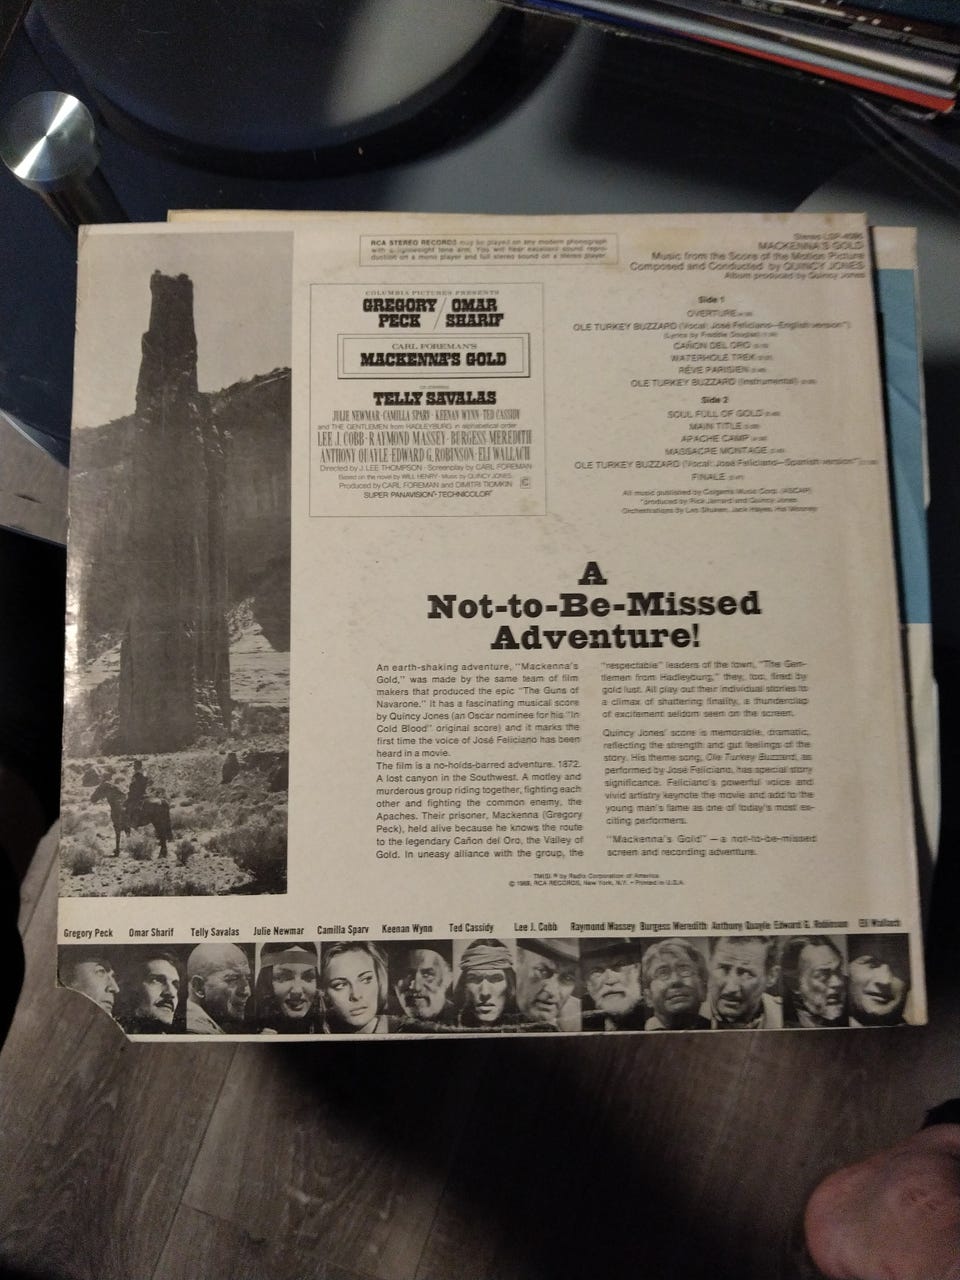 RCA STEREO RECORDS may be played on any modern phonograph
with a lightweight tone arm. You will hear excellent sound repro-
duction on a mono player and full stereo sound on a stereo player.
Stereo LSP-4096
MACKENNA'S GOLD
Music from the Score of the Motion Picture
Composed and Conducted by QUINCY JONES
Album produced by Quincy Jones
COLUMBIA PICTURES PRESENTS
GREGORY PECK / OMAR SHARIF
CARL FOREMAN'S
MACKENNA'S GOLD
co-starring
TELLY SAVALAS
JULIE NEWMAR · CAMILLA SPARV · KEENAN WYNN · TED CASSIDY
and THE GENTLEMEN from HADLEYBURG in alphabetical order
LEE J. COBB · RAYMOND MASSEY · BURGESS MEREDITH
ANTHONY QUAYLE · EDWARD G. ROBINSON · ELI WALLACH
Directed by J. LEE THOMPSON · Screenplay by CARL FOREMAN
Based on the novel by WILL HENRY · Music by QUINCY JONES
Produced by CARL FOREMAN and DIMITRI TIOMKIN
SUPER PANAVISION® TECHNICOLOR®
Side 1
OVERTURE
OLE TURKEY BUZZARD (Vocal: José Feliciano—English version*)
(Lyrics by Freddie Douglas)
CAÑON DEL ORO
WATERHOLE TREK
RÊVE PARISIEN
OLE TURKEY BUZZARD (Instrumental)
Side 2
SOUL FULL OF GOLD
MAIN TITLE
APACHE CAMP
MASSACRE MONTAGE
OLE TURKEY BUZZARD (Vocal: José Feliciano—Spanish version*)
FINALE
All music published by Colgems Music Corp. (ASCAP)
*produced by Rick Jarrard and Quincy Jones
Orchestrations by Leo Shuken, Jack Hayes,
A
Not-to-Be-Missed
Adventure!
An earth-shaking adventure, "Mackenna's
Gold," was made by the same team of film
makers that produced the epic "The Guns of
Navarone." It has a fascinating musical score
by Quincy Jones (an Oscar nominee for his "In
Cold Blood" original score) and it marks the
first time the voice of José Feliciano has been
heard in a movie.
The film is a no-holds-barred adventure. 1872.
A lost canyon in the Southwest. A motley and
murderous group riding together, fighting each
other and fighting the common enemy, the
Apaches. Their prisoner, Mackenna (Gregory
Peck), held alive because he knows the route
to the legendary Cañon del Oro, the Valley of
Gold. In uneasy alliance with the group, the
"respectable" leaders of the town, "The Gen-
tlemen from Hadleyburg," they, too, fired by
gold lust. All play out their individual stories to
a climax of shattering finality, a thunderclap
of excitement seldom seen on the screen.
Quincy Jones' score is memorable, dramatic,
reflecting the strength and gut feelings of the
story. His theme song, Ole Turkey Buzzard, as
performed by José Feliciano, has special story
significance. Feliciano's powerful voice and
vivid artistry keynote the movie and add to the
young man's fame as one of today's most ex-
citing performers.
"Mackenna's Gold" — a not-to-be-missed
screen and recording adventure.
TMK(s) ® by Radio Corporation of America
© 1969, RCA RECORDS, New York, N.Y. • Printed in U.S.A.
Gregory Peck Omar Sharif Telly Savalas Julie Newmar Camilla Sparv Keenan Wynn Ted Cassidy Lee J. Cobb Raymond Massey Burgess Meredith Anthony Quayle Edward G. Robinson Eli Wallach